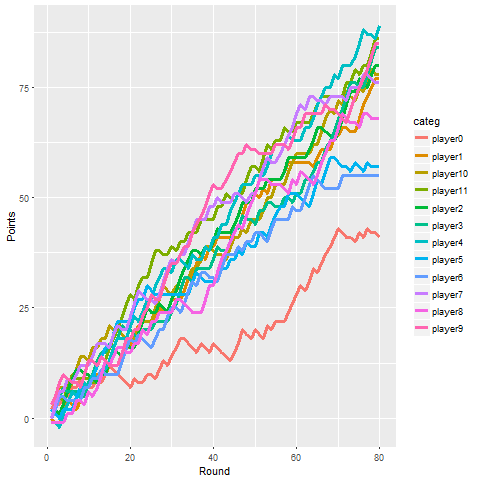 75
50
25
0
Points
0
20
40
60
80
Round
categ
player0
player1
player10
player11
player2
player3
player4
player5
player6
player7
player8
player9